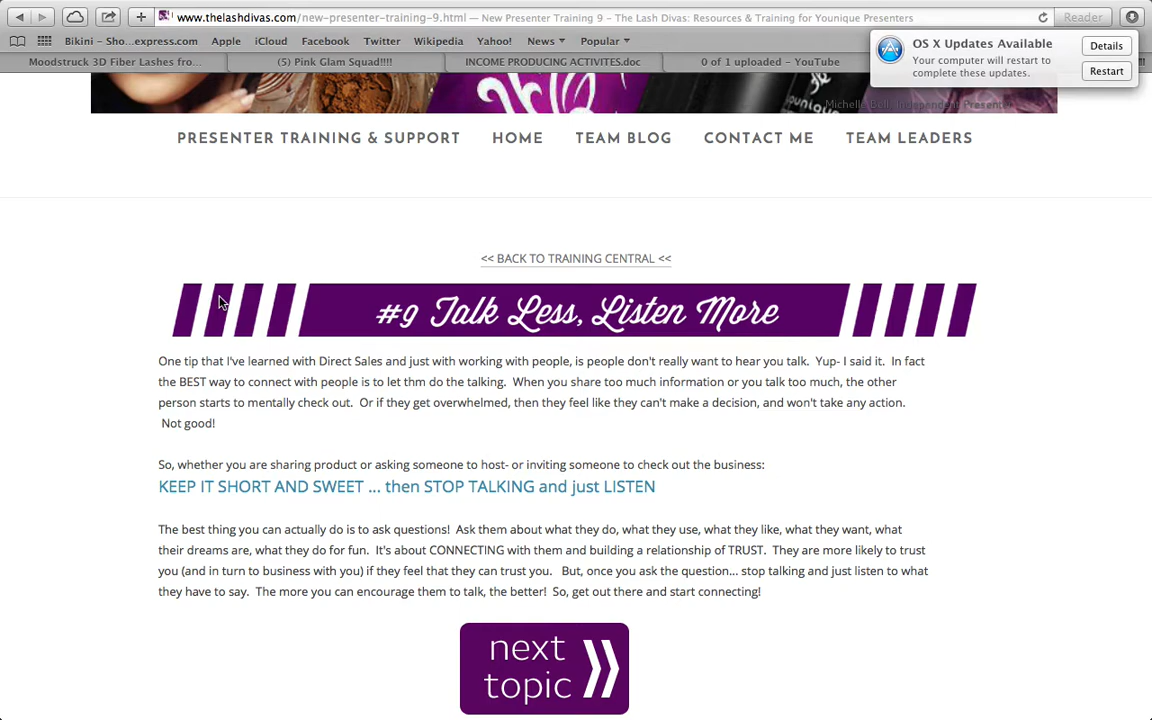 www.thelashdivas.com/new-presenter-training-9.html — New Presenter Training 9 – The Lash Divas: Resources & Training for Younique Presenters
Reader
Bikini - Sho...express.com Apple iCloud Facebook Twitter Wikipedia Yahoo! News Popular
OS X Updates Available
Your computer will restart to
complete these updates.
Details
Restart
Moodstruck 3D Fiber Lashes fro... (5) Pink Glam Squad!!!! INCOME PRODUCING ACTIVITES.doc 0 of 1 uploaded – YouTube
PRESENTER TRAINING & SUPPORT HOME TEAM BLOG CONTACT ME TEAM LEADERS
<< BACK TO TRAINING CENTRAL <<
#9 Talk Less, Listen More
One tip that I've learned with Direct Sales and just with working with people, is people don't really want to hear you talk. Yup- I said it. In fact
the BEST way to connect with people is to let thm do the talking. When you share too much information or you talk too much, the other
person starts to mentally check out. Or if they get overwhelmed, then they feel like they can't make a decision, and won't take any action.
Not good!
So, whether you are sharing product or asking someone to host- or inviting someone to check out the business:
KEEP IT SHORT AND SWEET ... then STOP TALKING and just LISTEN
The best thing you can actually do is to ask questions! Ask them about what they do, what they use, what they like, what they want, what
their dreams are, what they do for fun. It's about CONNECTING with them and building a relationship of TRUST. They are more likely to trust
you (and in turn to business with you) if they feel that they can trust you. But, once you ask the question... stop talking and just listen to what
they have to say. The more you can encourage them to talk, the better! So, get out there and start connecting!
next
topic